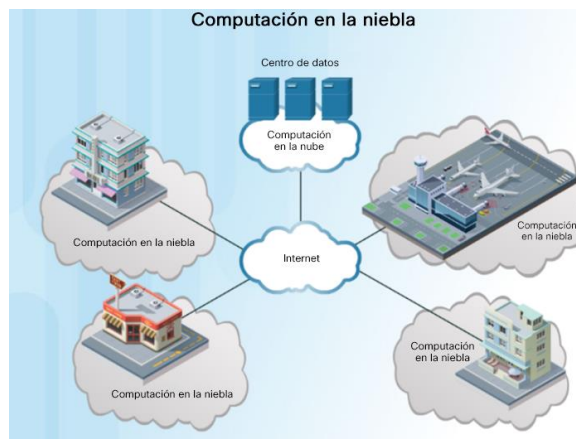 Computación en la niebla
Centro de datos
Computación
en la nube
Computación en la niebla
Computación
en la niebla
Internet
Computación en la niebla
Computación
en la niebla